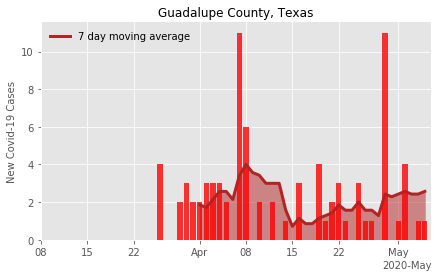 Guadalupe County, Texas
7 day moving average
New Covid-19 Cases
10
8
6
4
2
0
08 15 22 Apr 08 15 22 May
2020-May